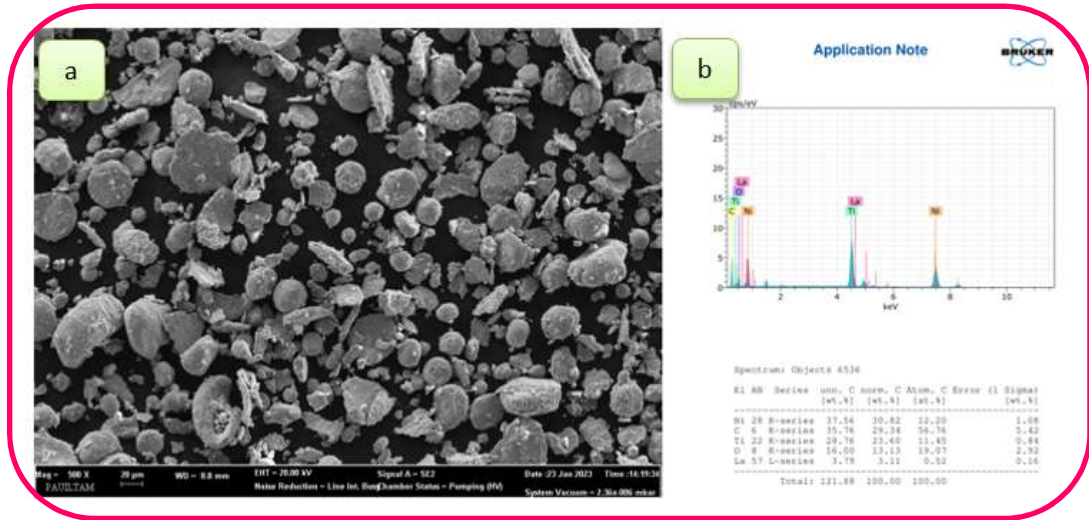 a
Mag = 500 X
20 µm
WD = 8.0 mm
EHT = 20.00 kV
Signal A = SE2
Date :23 Jan 2023
Time :14:19:34
PAUILTAM
Noise Reduction = Line Int. Busy
Chamber Status = Pumping (HV)
System Vacuum = 2.36e-006 mbar
b
Application Note
BRUKER
cps/eV
30
25
20
15
10
5
0
La
O
Ti
C
Ni
La
Ti
Ni
2 4 6 8 10
keV
Spectrum: Objects 6536
El AN Series unn. C norm. C Atom. C Error (1 Sigma)
[wt.%] [wt.%] [at.%] [wt.%]
Ni 28 K-series 37.56 30.82 12.20 1.08
C 6 K-series 35.76 29.34 56.76 5.42
Ti 22 K-series 28.76 23.60 11.45 0.84
O 8 K-series 16.00 13.13 19.07 2.92
La 57 L-series 3.79 3.11 0.52 0.16
Total: 121.88 100.00 100.00